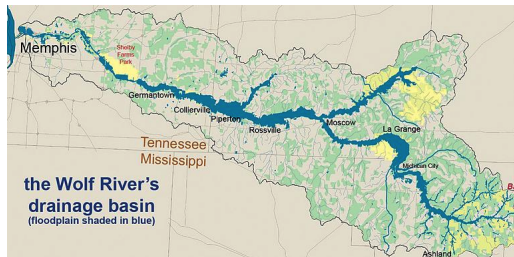 Memphis
Shelby
Farms
Park
Germantown
Collierville
Piperton
Rossville
Moscow
La Grange
Michigan City
Tennessee
Mississippi
the Wolf River's
drainage basin
(floodplain shaded in blue)
Ashland
B